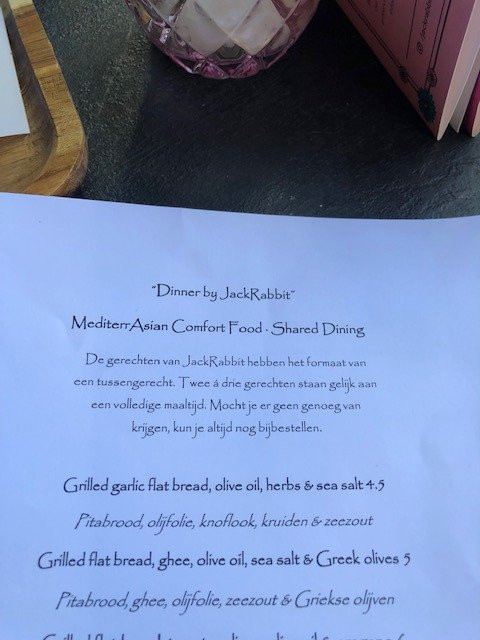 "Dinner by JackRabbit"
MediterrAsian Comfort Food - Shared Dining
De gerechten van JackRabbit hebben het formaat van
een tussengerecht. Twee á drie gerechten staan gelijk aan
een volledige maaltijd. Mocht je er geen genoeg van
krijgen, kun je altijd nog bijbestellen.
Grilled garlic flat bread, olive oil, herbs & sea salt 4.5
Pitabrood, olijfolie, knoflook, kruiden & zeezout
Grilled flat bread, ghee, olive oil, sea salt & Greek olives 5
Pitabrood, ghee, olijfolie, zeezout & Griekse olijven